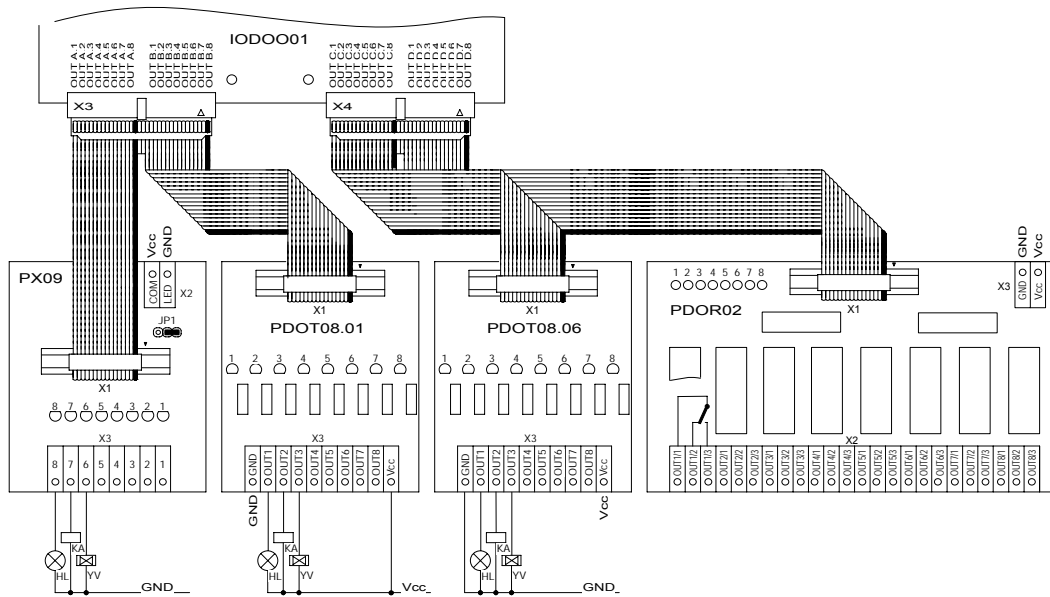 IODOO01
OUT A.1
OUT A.2
OUT A.3
OUT A.4
OUT A.5
OUT A.6
OUT A.7
OUT A.8
OUT B.1
OUT B.2
OUT B.3
OUT B.4
OUT B.5
OUT B.6
OUT B.7
OUT B.8
OUT C.1
OUT C.2
OUT C.3
OUT C.4
OUT C.5
OUT C.6
OUT C.7
OUT C.8
OUT D.1
OUT D.2
OUT D.3
OUT D.4
OUT D.5
OUT D.6
OUT D.7
OUT D.8
X3
X4
PX09
Vcc
GND
COM
LED
X2
JP1
X1
8 7 6 5 4 3 2 1
X3
8 7 6 5 4 3 2 1
HL
KA
YV
GND
X1
PDOT08.01
1 2 3 4 5 6 7 8
X3
GND
OUT1
OUT2
OUT3
OUT4
OUT5
OUT6
OUT7
OUT8
Vcc
GND
HL
KA
YV
Vcc
X1
PDOT08.06
1 2 3 4 5 6 7 8
X3
GND
OUT1
OUT2
OUT3
OUT4
OUT5
OUT6
OUT7
OUT8
Vcc
Vcc
HL
KA
YV
GND
1 2 3 4 5 6 7 8
PDOR02
X1
GND
Vcc
X3
GND
Vcc
X2
OUT1/1
OUT1/2
OUT1/3
OUT2/1
OUT2/2
OUT2/3
OUT3/1
OUT3/2
OUT3/3
OUT4/1
OUT4/2
OUT4/3
OUT5/1
OUT5/2
OUT5/3
OUT6/1
OUT6/2
OUT6/3
OUT7/1
OUT7/2
OUT7/3
OUT8/1
OUT8/2
OUT8/3